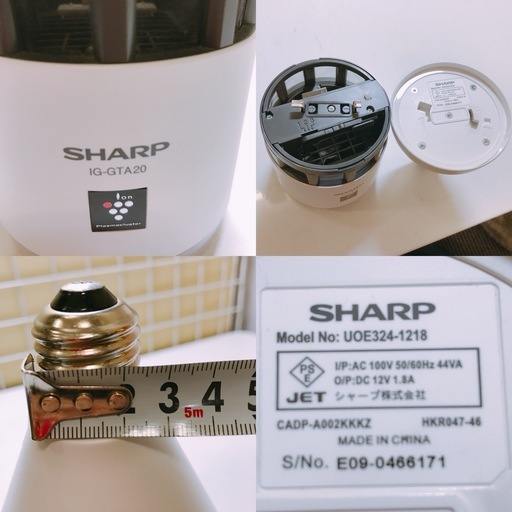 SHARP
IG-GTA20
Ion
Plasmacluster
SHARP
2 3 4 5
5m
SHARP
Model No: UOE324-1218
PS
E
JET
I/P:AC 100V 50/60Hz 44VA
O/P:DC 12V 1.8A
シャープ株式会社
CADP-A002KKKZ HKR047-46
MADE IN CHINA
S/No. E09-0466171